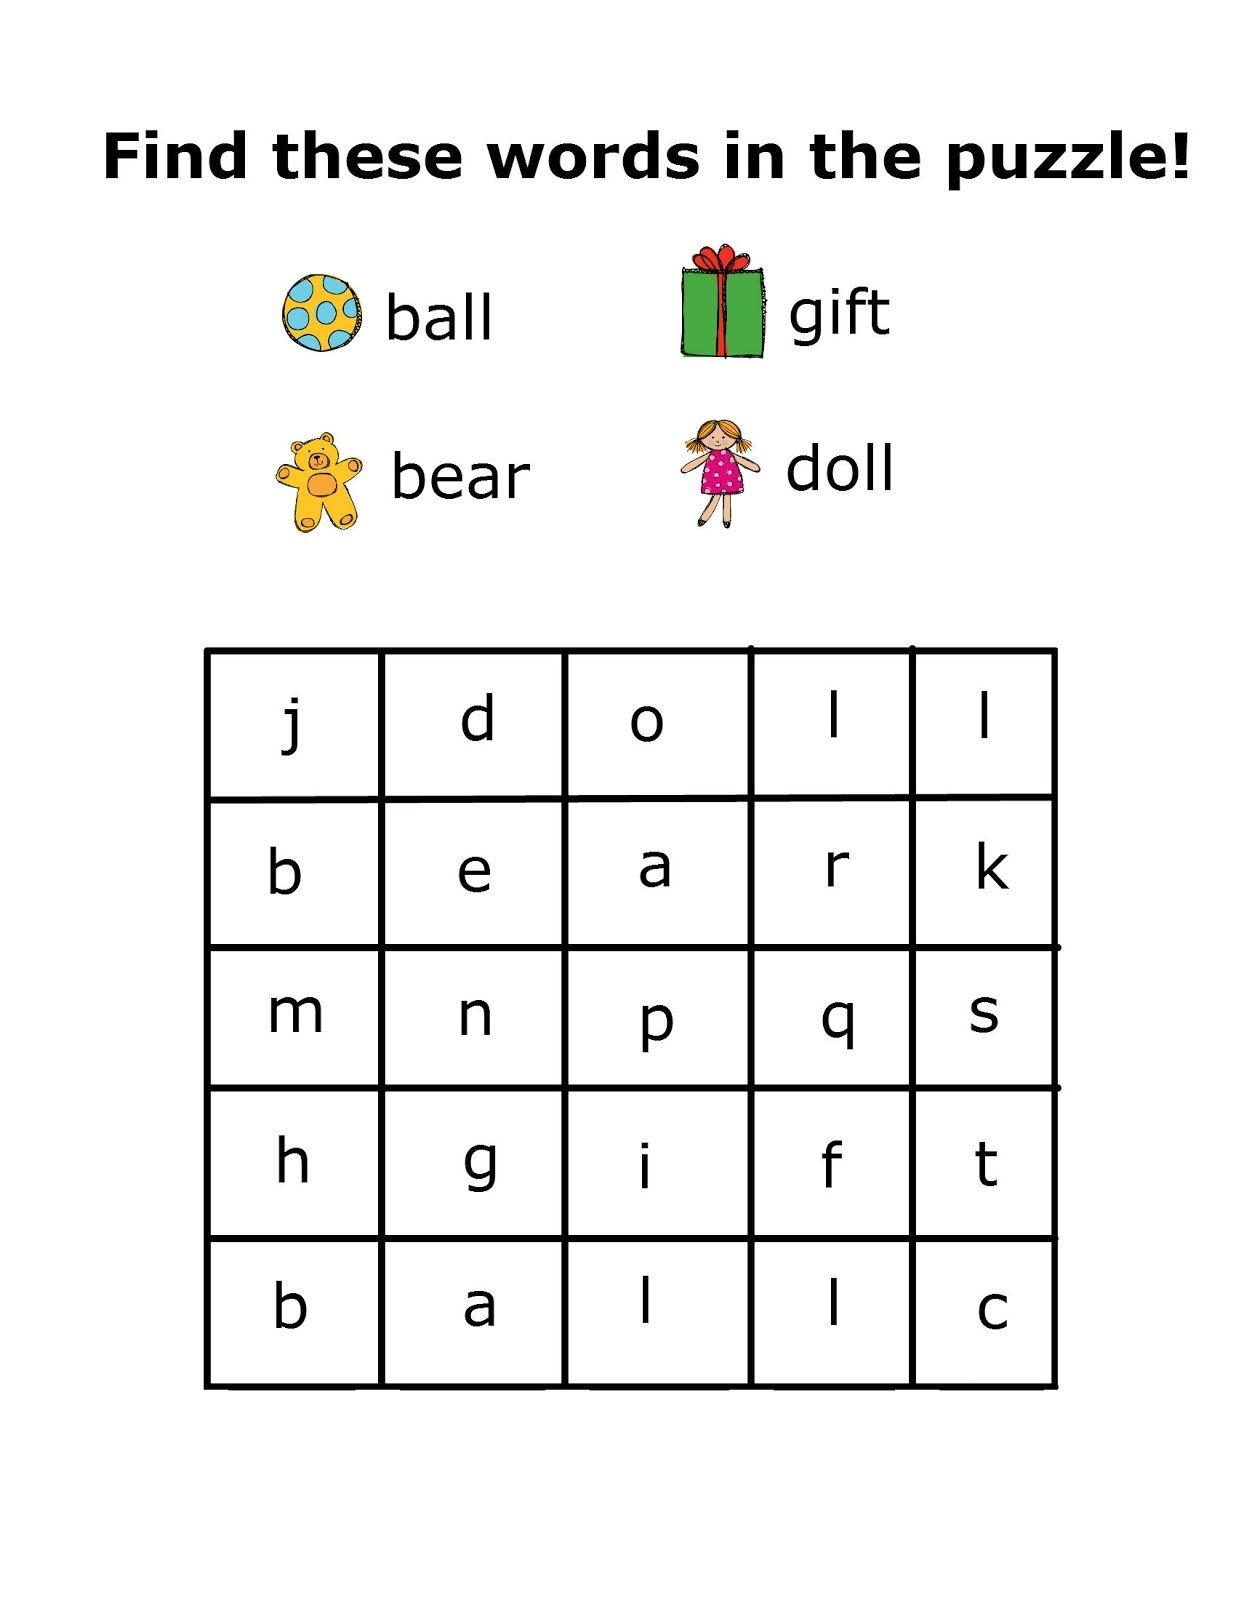 Find these words in the puzzle!
ball gift
bear doll
j d o l l
b e a r k
m n p q s
h g i f t
b a l l c